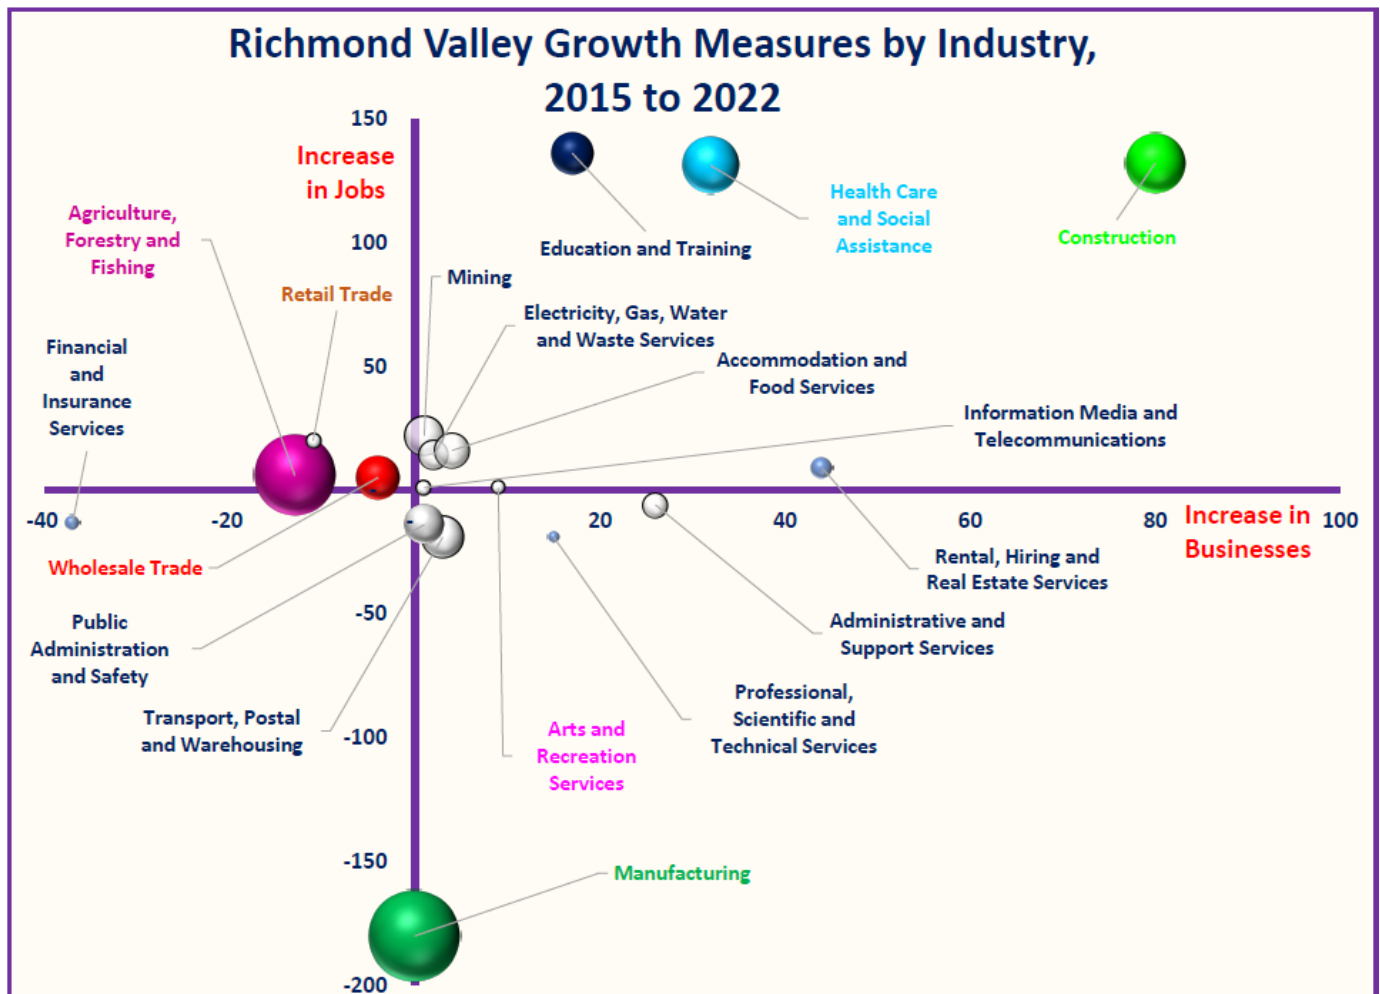 Richmond Valley Growth Measures by Industry,
2015 to 2022
150
Increase
in Jobs
Agriculture,
Forestry and
Fishing
100
Education and Training
Health Care
and Social
Assistance
Construction
Retail Trade
Mining
Electricity, Gas, Water
and Waste Services
Financial
and
Insurance
Services
50
Accommodation and
Food Services
Information Media and
Telecommunications
-
-
-40
-20
20
40
60
80
100
Increase in
Businesses
Wholesale Trade
Rental, Hiring and
Real Estate Services
-50
Public
Administration
and Safety
Administrative and
Support Services
Transport, Postal
and Warehousing
-100
Arts and
Recreation
Services
Professional,
Scientific and
Technical Services
-150
Manufacturing
-200